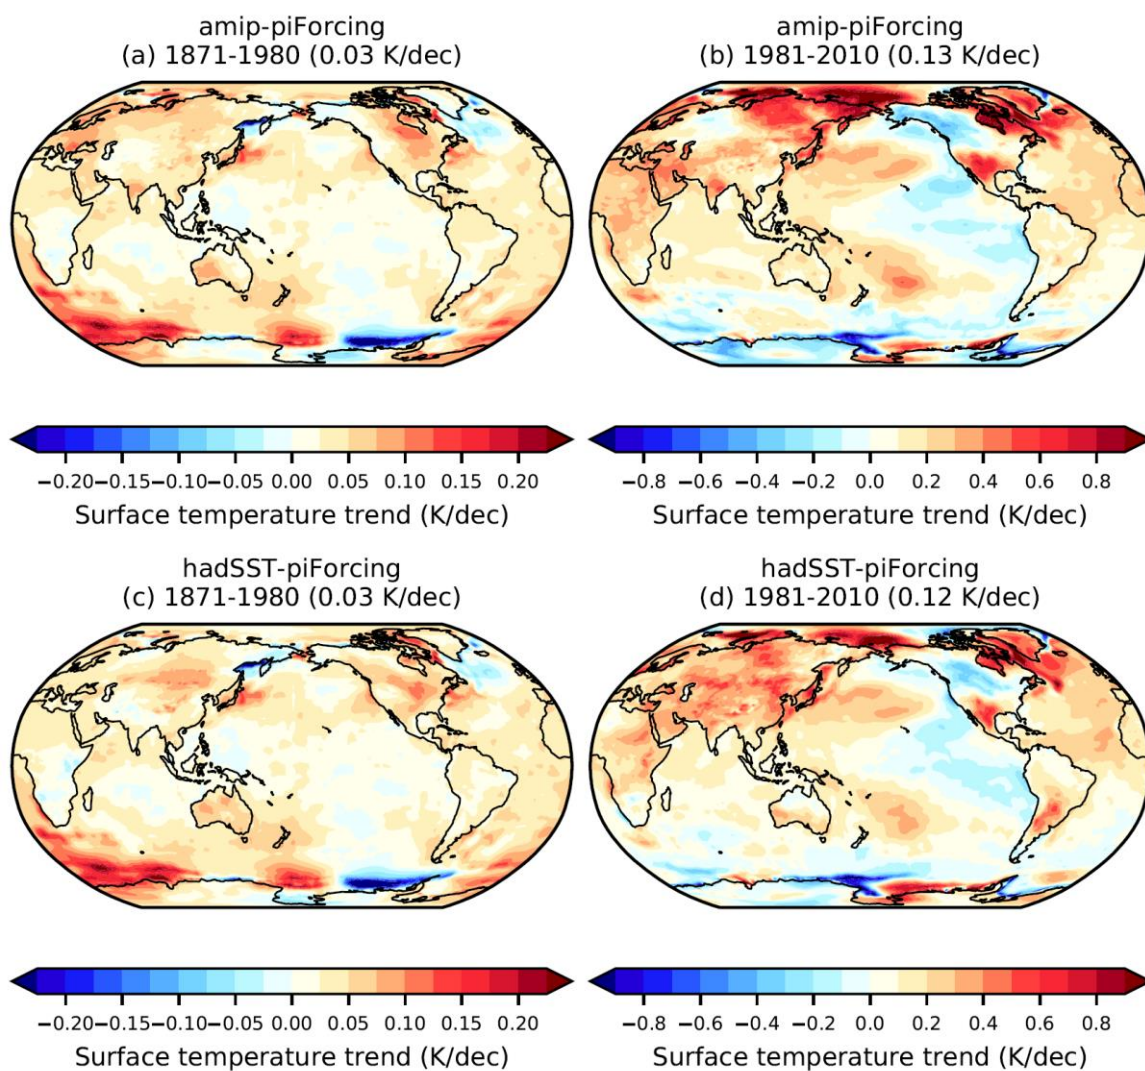 amip-piForcing
(a) 1871-1980 (0.03 K/dec)
−0.20 −0.15 −0.10 −0.05 0.00 0.05 0.10 0.15 0.20
Surface temperature trend (K/dec)
amip-piForcing
(b) 1981-2010 (0.13 K/dec)
−0.8 −0.6 −0.4 −0.2 0.0 0.2 0.4 0.6 0.8
Surface temperature trend (K/dec)
hadSST-piForcing
(c) 1871-1980 (0.03 K/dec)
−0.20 −0.15 −0.10 −0.05 0.00 0.05 0.10 0.15 0.20
Surface temperature trend (K/dec)
hadSST-piForcing
(d) 1981-2010 (0.12 K/dec)
−0.8 −0.6 −0.4 −0.2 0.0 0.2 0.4 0.6 0.8
Surface temperature trend (K/dec)